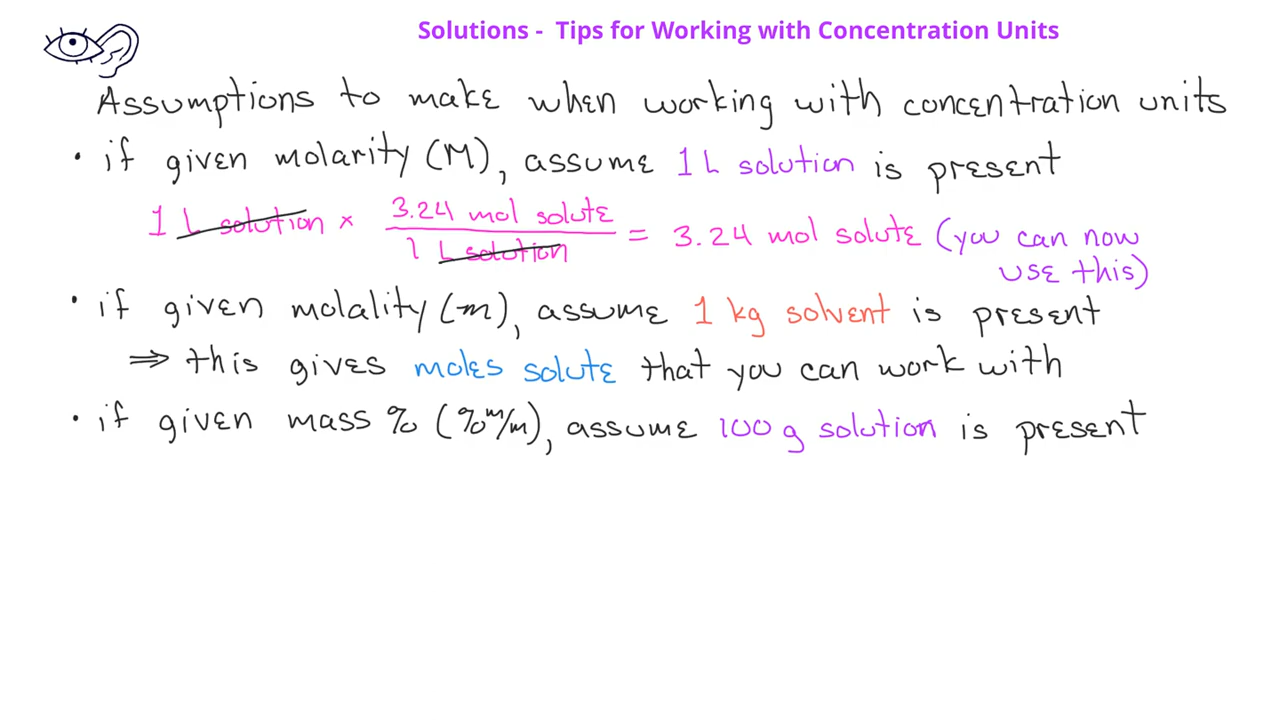 Solutions - Tips for Working with Concentration Units
Assumptions to make when working with concentration units
• if given molarity (M), assume 1 L solution is present
1 L solution × 3.24 mol solute / 1 L solution = 3.24 mol solute (you can now use this)
• if given molality (m), assume 1 kg solvent is present
⇒ this gives moles solute that you can work with
• if given mass % (% m/m), assume 100 g solution is present